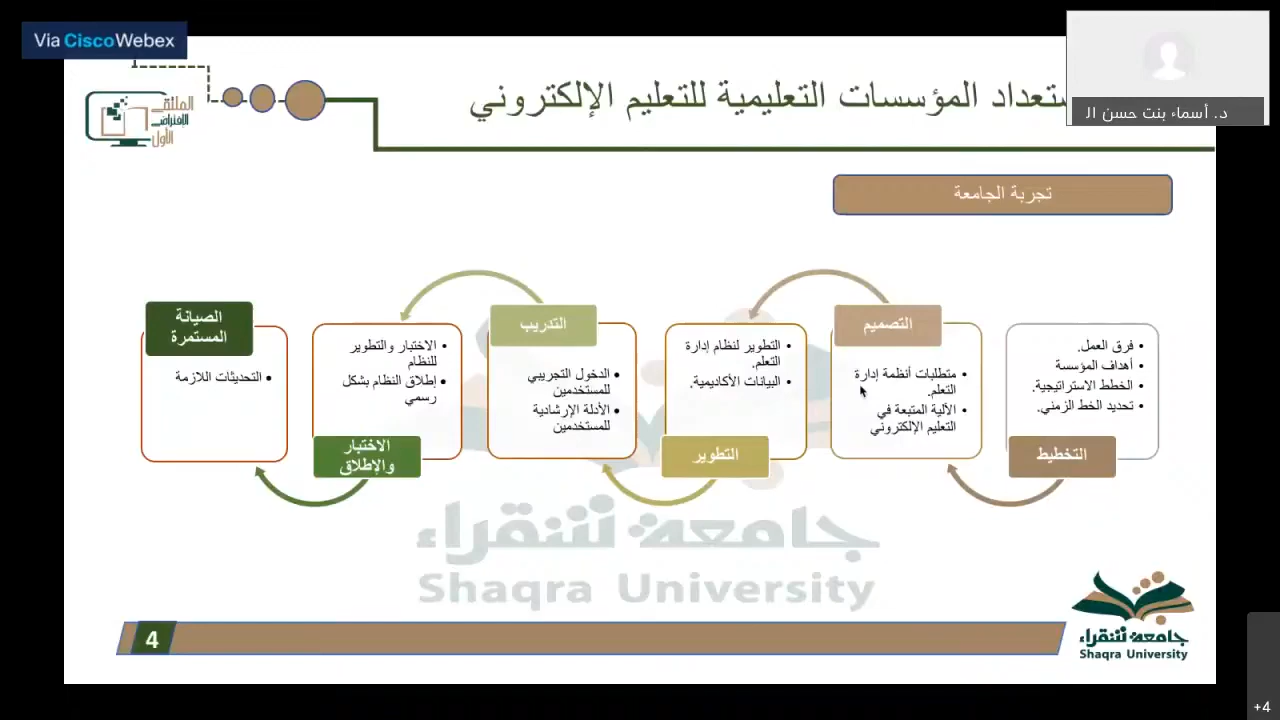 Via CiscoWebex
د. أسماء بنت حسن ال
المؤسسات التعليمية للتعليم الإلكتروني
الملتقى
الإفتراضي
الأول
تجربة الجامعة
فرق العمل.
أهداف المؤسسة
الخطط الاستراتيجية.
تحديد الخط الزمني.
التخطيط
التصميم
متطلبات أنظمة إدارة
التعلم.
الآلية المتبعة في
التعليم الإلكتروني
التطوير لنظام إدارة
التعلم.
البيانات الأكاديمية.
التطوير
التدريب
الدخول التجريبي
للمستخدمين
الأدلة الإرشادية
للمستخدمين
الاختبار والتطوير
للنظام
إطلاق النظام بشكل
رسمي
الاختبار
والإطلاق
الصيانة
المستمرة
التحديثات اللازمة
جامعة شقراء
Shaqra University
4
جامعة شقراء
Shaqra University
+4